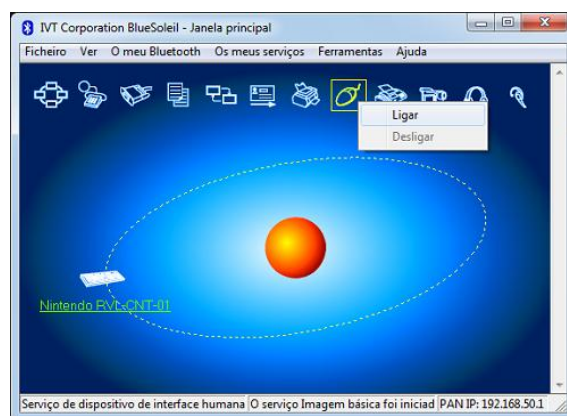 IVT Corporation BlueSoleil - Janela principal
Ficheiro Ver O meu Bluetooth Os meus serviços Ferramentas Ajuda
Ligar
Desligar
Nintendo RVL-CNT-01
Serviço de dispositivo de interface humana O serviço Imagem básica foi iniciad PAN IP: 192.168.50.1